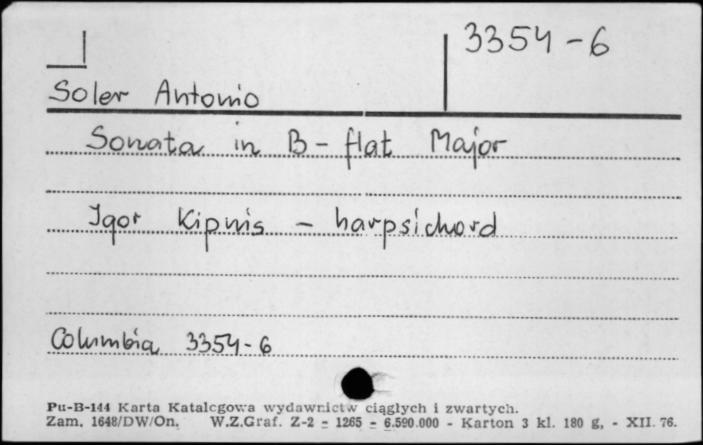 3354-6
Soler Antonio
Sonata in B-flat Major
Igor Kipnis - harpsichord
Columbia 3354-6
Pu-B-144 Karta Katalogowa wydawnictw ciągłych i zwartych.
Zam. 1648/DW/On. W.Z.Graf. Z-2 - 1265 - 6.590.000 - Karton 3 kl. 180 g. - XII. 76.